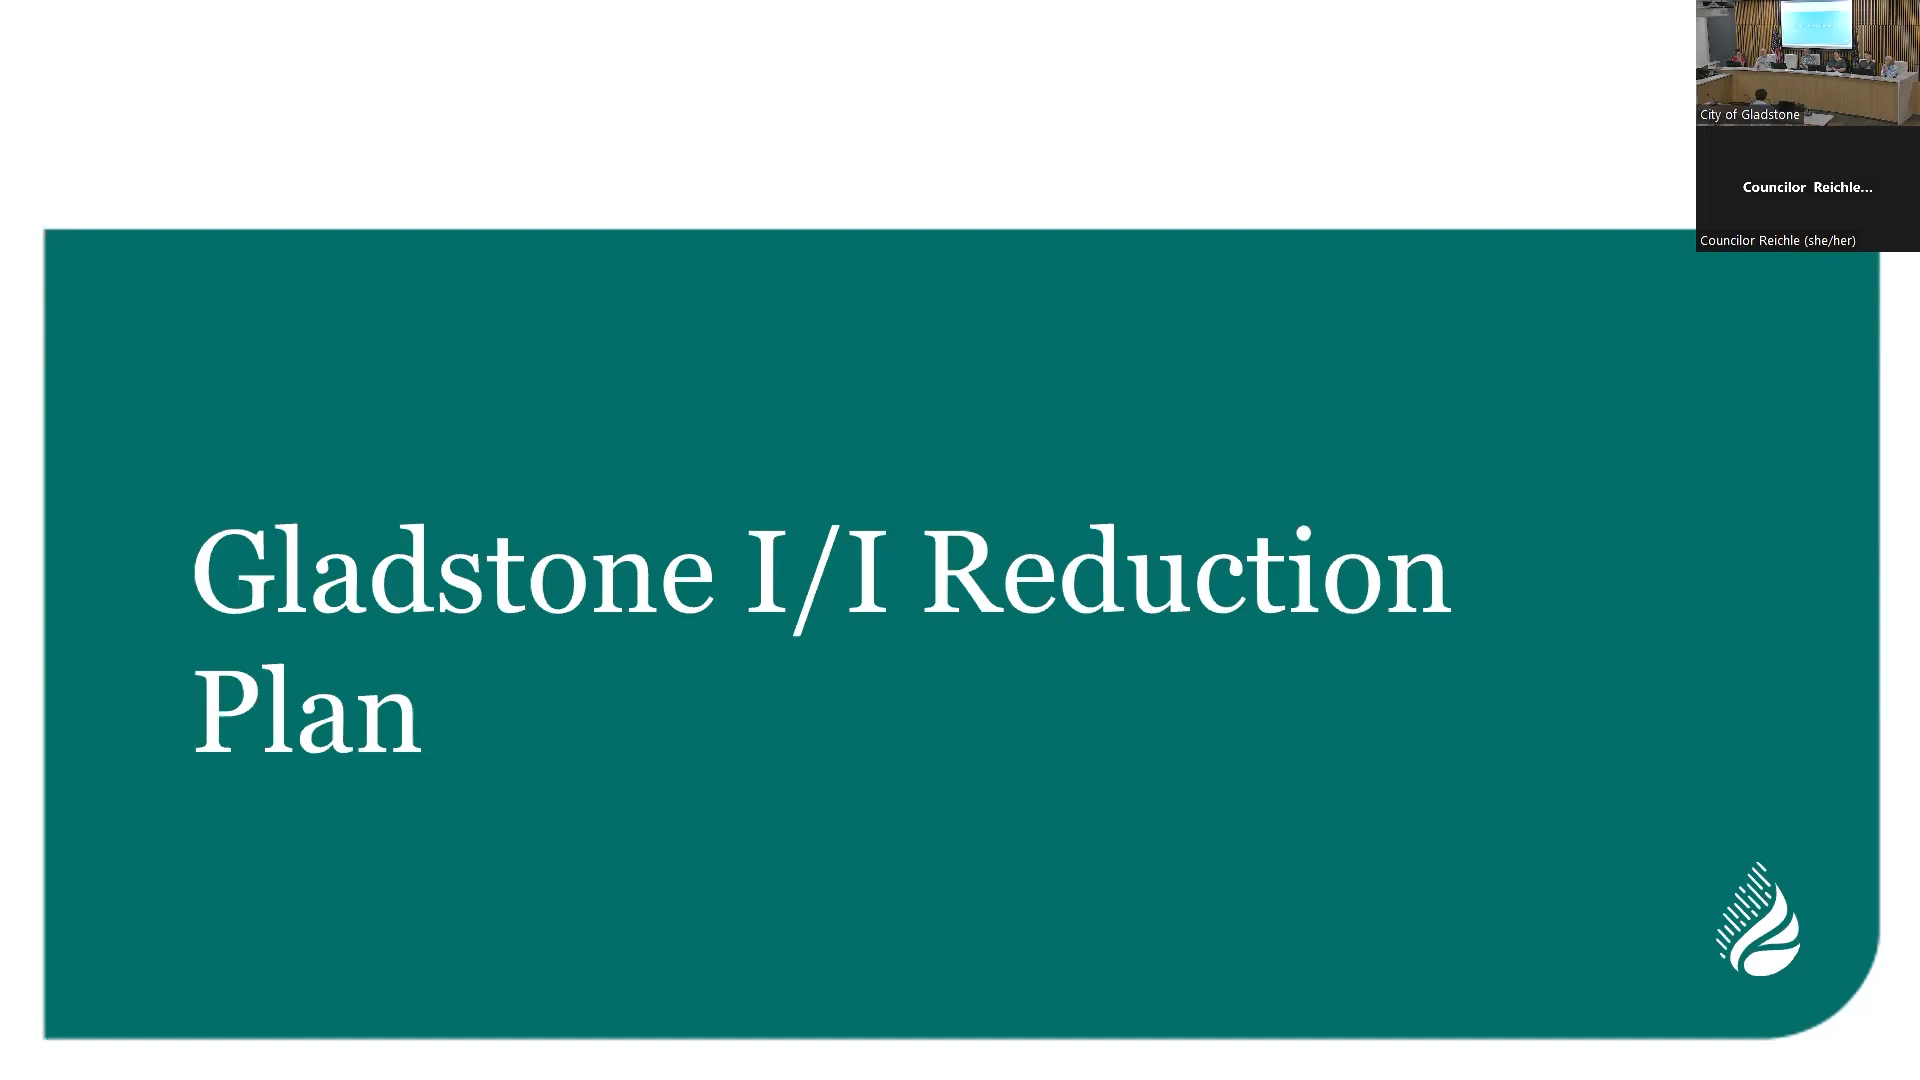 City of Gladstone
Councilor Reichle...
Councilor Reichle (she/her)
Gladstone I/I Reduction
Plan